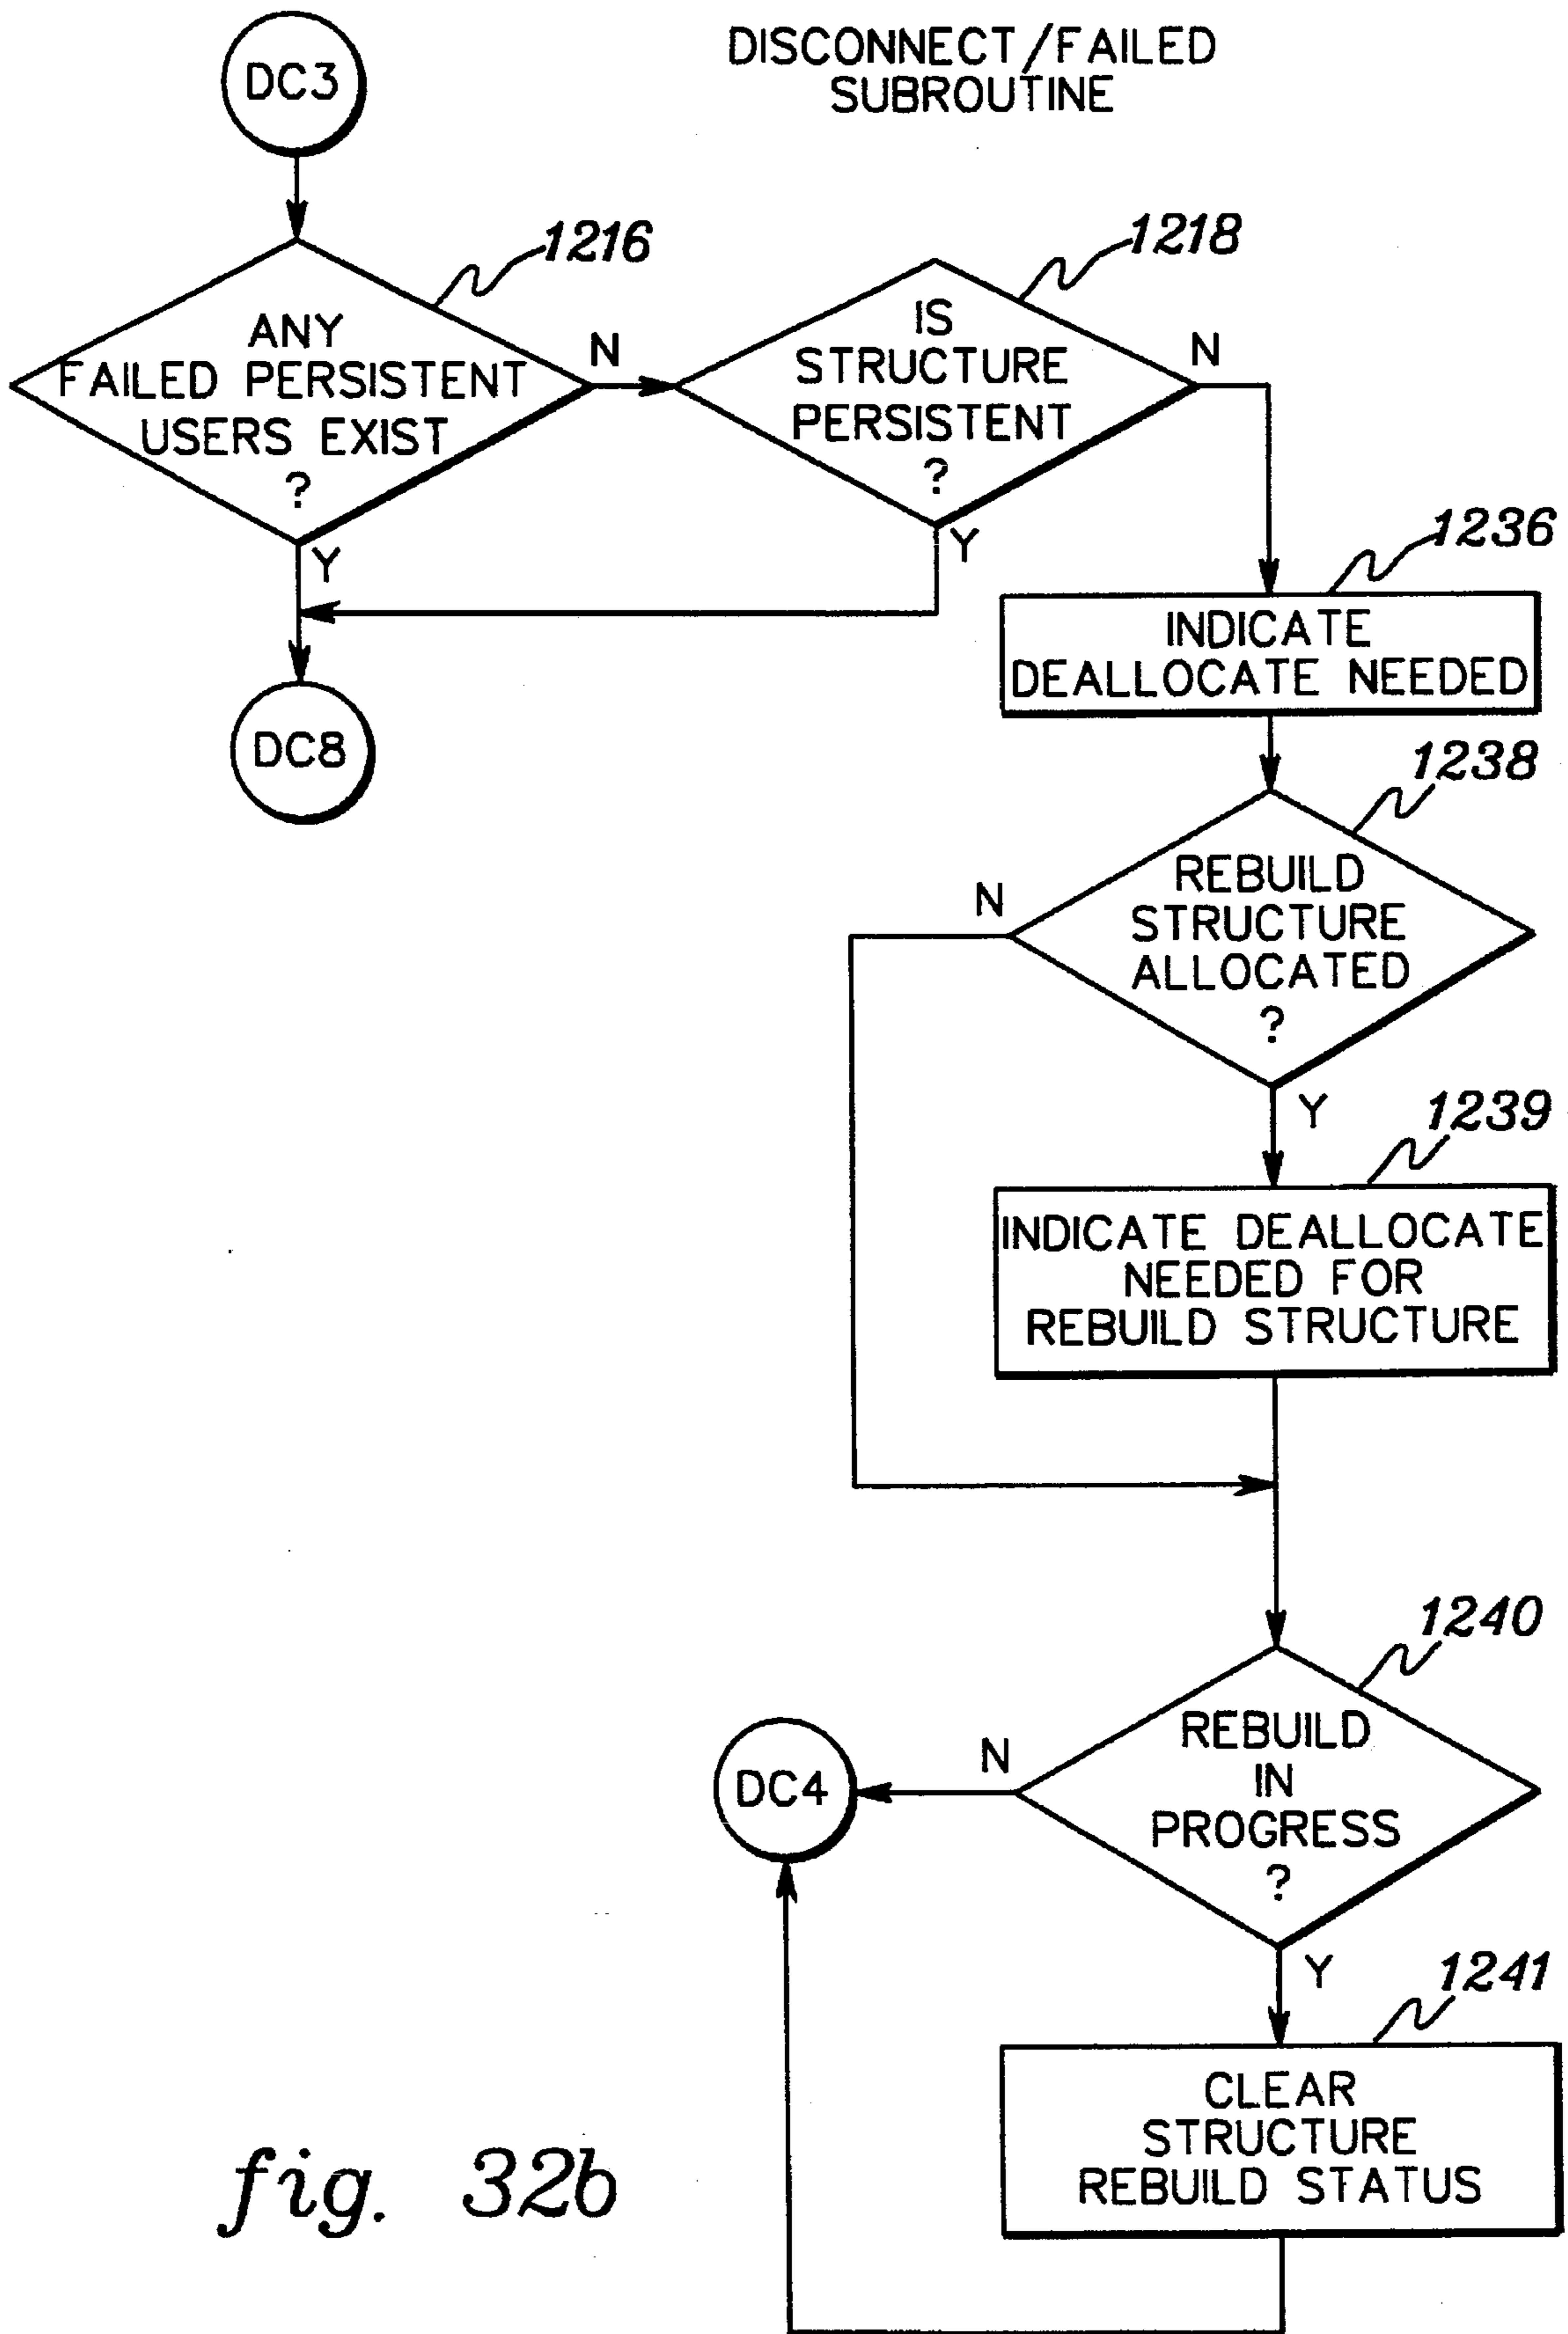 DISCONNECT/FAILED
SUBROUTINE
DC3
1216
ANY
FAILED PERSISTENT
USERS EXIST
?
N
Y
1218
IS
STRUCTURE
PERSISTENT
?
N
Y
DC8
1236
INDICATE
DEALLOCATE NEEDED
1238
REBUILD
STRUCTURE
ALLOCATED
?
N
Y
1239
INDICATE DEALLOCATE
NEEDED FOR
REBUILD STRUCTURE
1240
REBUILD
IN
PROGRESS
?
N
Y
DC4
1241
CLEAR
STRUCTURE
REBUILD STATUS
fig. 32b